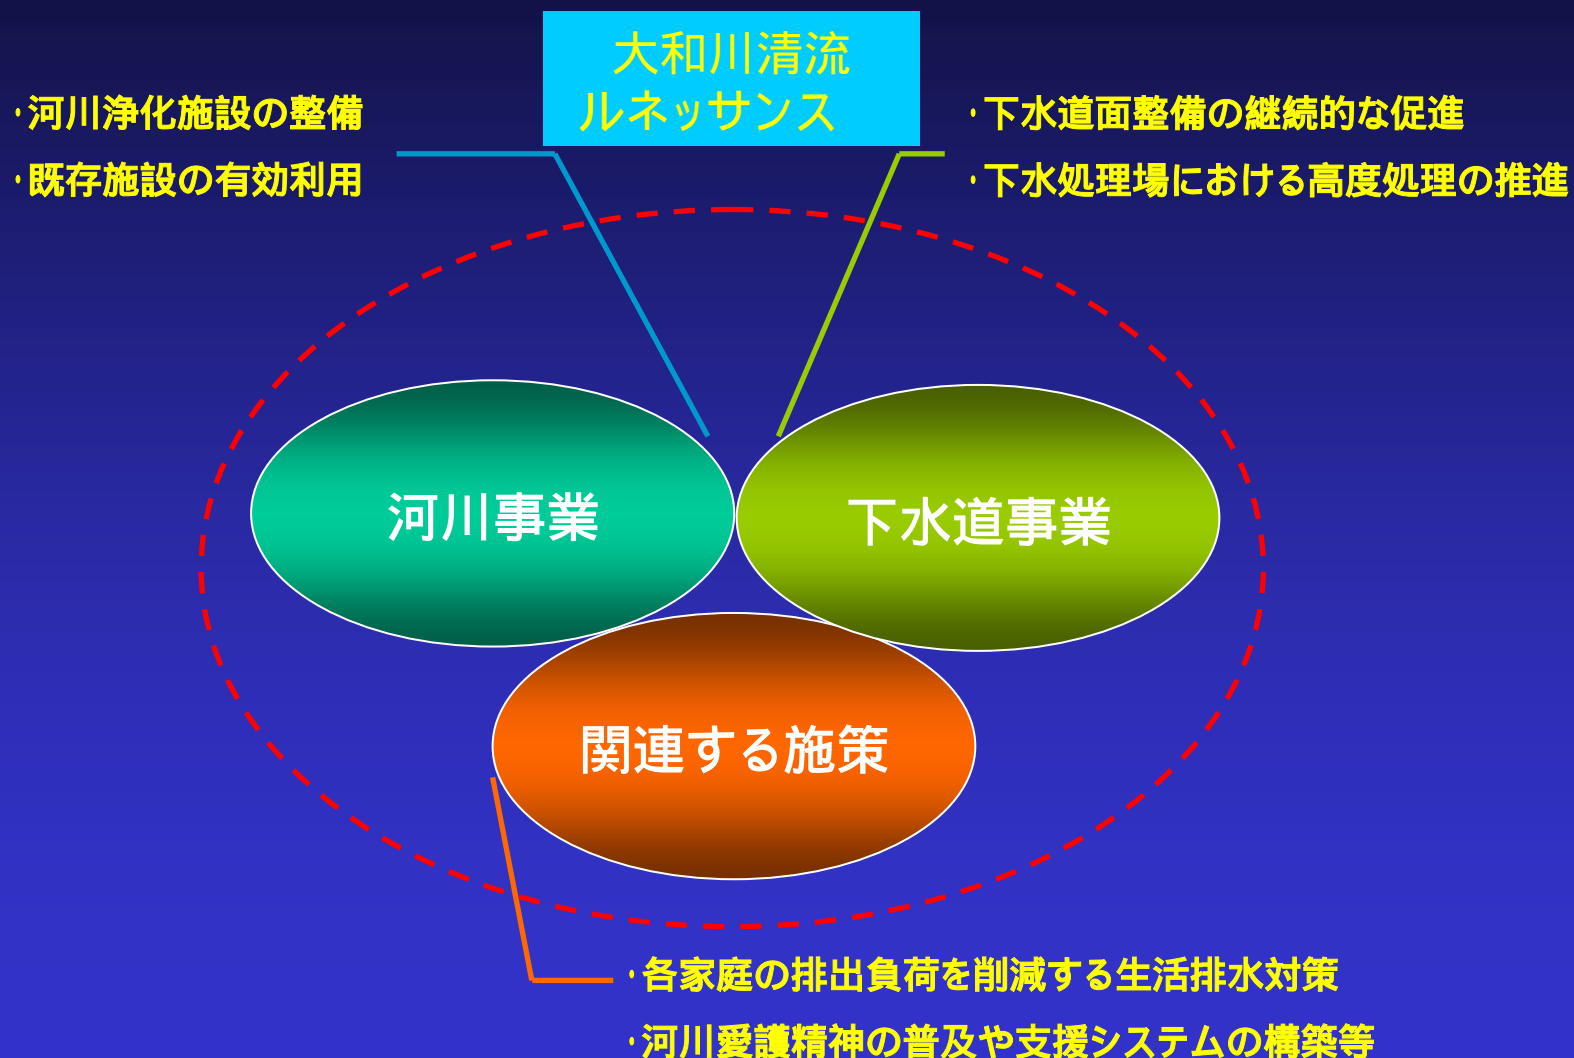 大和川清流
ルネッサンス
･河川浄化施設の整備
･既存施設の有効利用
･下水道面整備の継続的な促進
･下水処理場における高度処理の推進
河川事業
下水道事業
関連する施策
･各家庭の排出負荷を削減する生活排水対策
･河川愛護精神の普及や支援システムの構築等